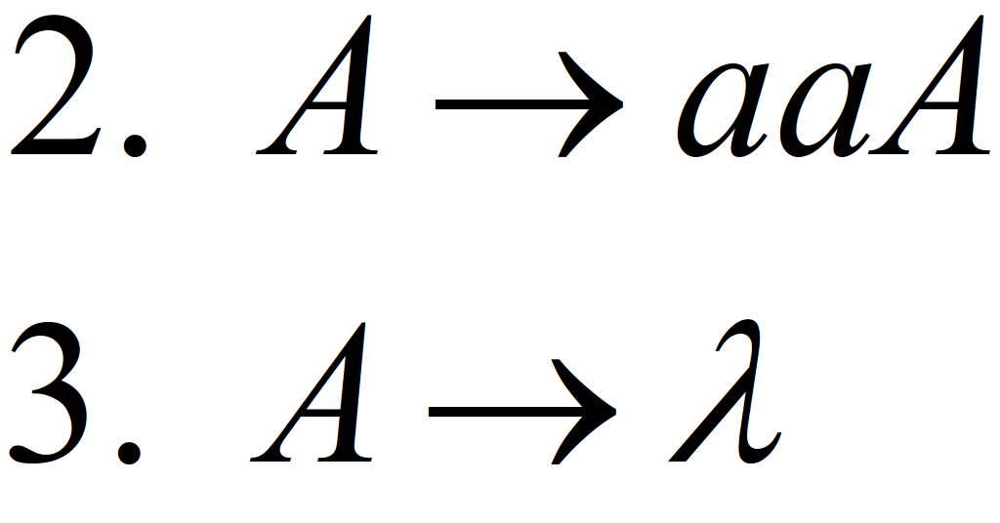 2. A → aaA
3. A → λ